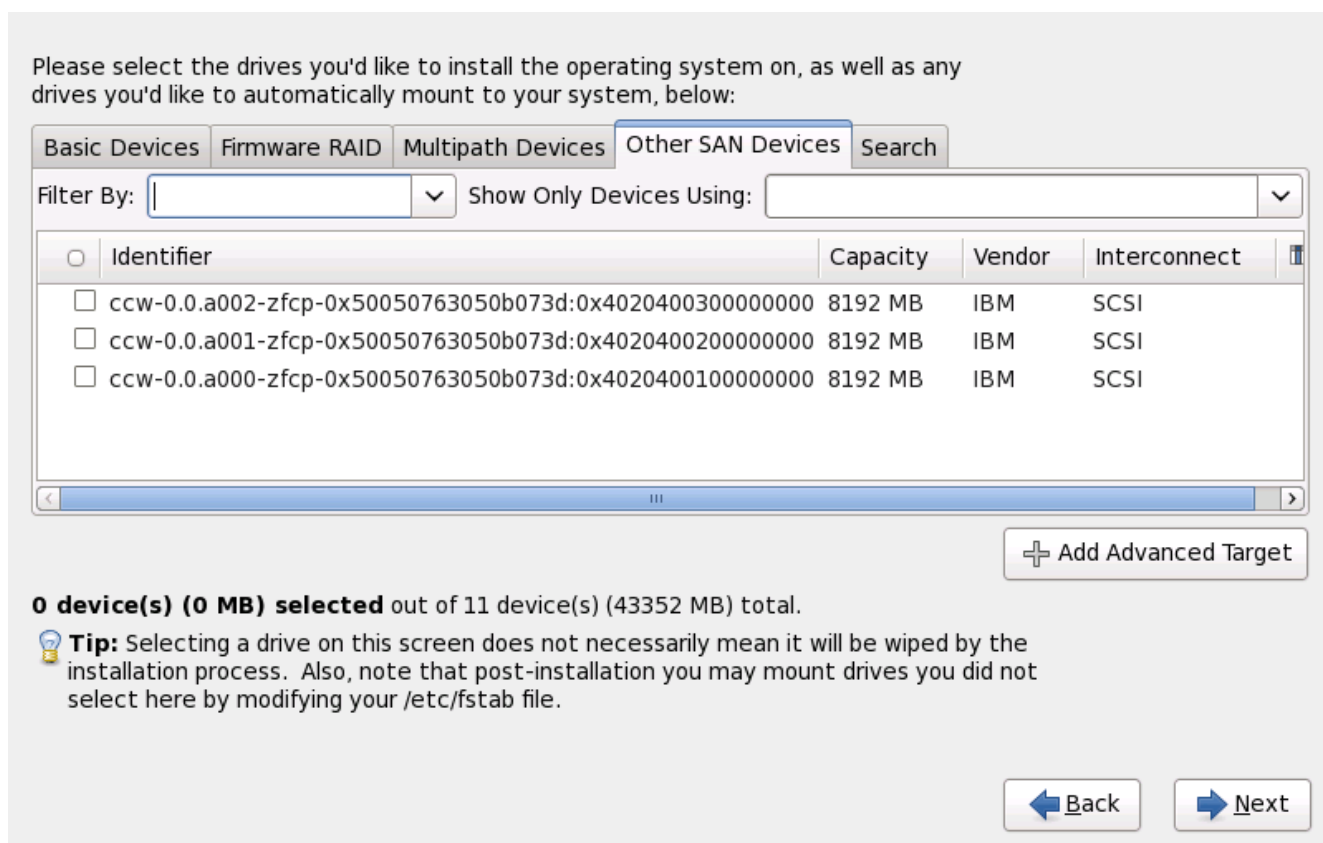 Please select the drives you'd like to install the operating system on, as well as any
drives you'd like to automatically mount to your system, below:
Basic Devices Firmware RAID Multipath Devices Other SAN Devices Search
Filter By: Show Only Devices Using:
Identifier Capacity Vendor Interconnect
ccw-0.0.a002-zfcp-0x50050763050b073d:0x4020400300000000 8192 MB IBM SCSI
ccw-0.0.a001-zfcp-0x50050763050b073d:0x4020400200000000 8192 MB IBM SCSI
ccw-0.0.a000-zfcp-0x50050763050b073d:0x4020400100000000 8192 MB IBM SCSI
Add Advanced Target
0 device(s) (0 MB) selected out of 11 device(s) (43352 MB) total.
Tip: Selecting a drive on this screen does not necessarily mean it will be wiped by the
installation process. Also, note that post-installation you may mount drives you did not
select here by modifying your /etc/fstab file.
Back Next